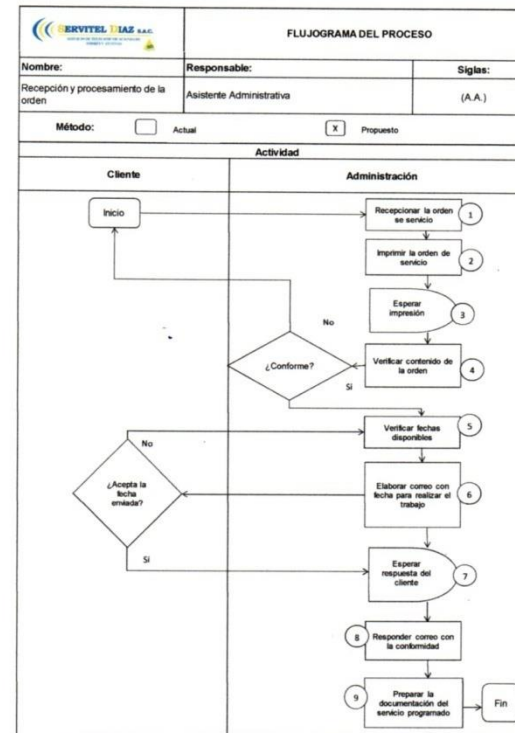 SERVITEL DIAZ S.A.C.
FLUJOGRAMA DEL PROCESO
Nombre:
Responsable:
Siglas:
Recepción y procesamiento de la
orden
Asistente Administrativa
(A.A.)
Método:
Actual
X
Propuesto
Actividad
Cliente
Administración
Inicio
Recepcionar la orden
se servicio
1
Imprimir la orden de
servicio
2
Esperar
impresión
3
No
¿Conforme?
Verificar contenido de
la orden
4
Sí
Verificar fechas
disponibles
5
No
¿Acepta la
fecha
enviada?
Elaborar correo con
fecha para realizar el
trabajo
6
Sí
Esperar
respuesta del
cliente
7
8
Responder correo con
la conformidad
9
Preparar la
documentación del
servicio programado
Fin